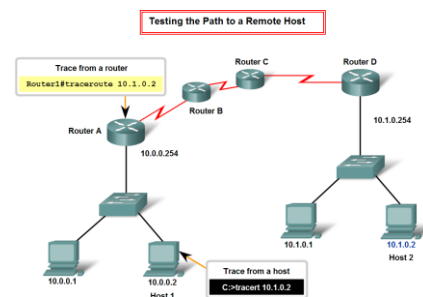 Testing the Path to a Remote Host
Trace from a router
Router1#traceroute 10.1.0.2
Router C
Router D
Router B
Router A
10.0.0.254
10.1.0.254
10.1.0.1
10.1.0.2
Host 2
10.0.0.1
10.0.0.2
Host 1
Trace from a host
C:>tracert 10.1.0.2